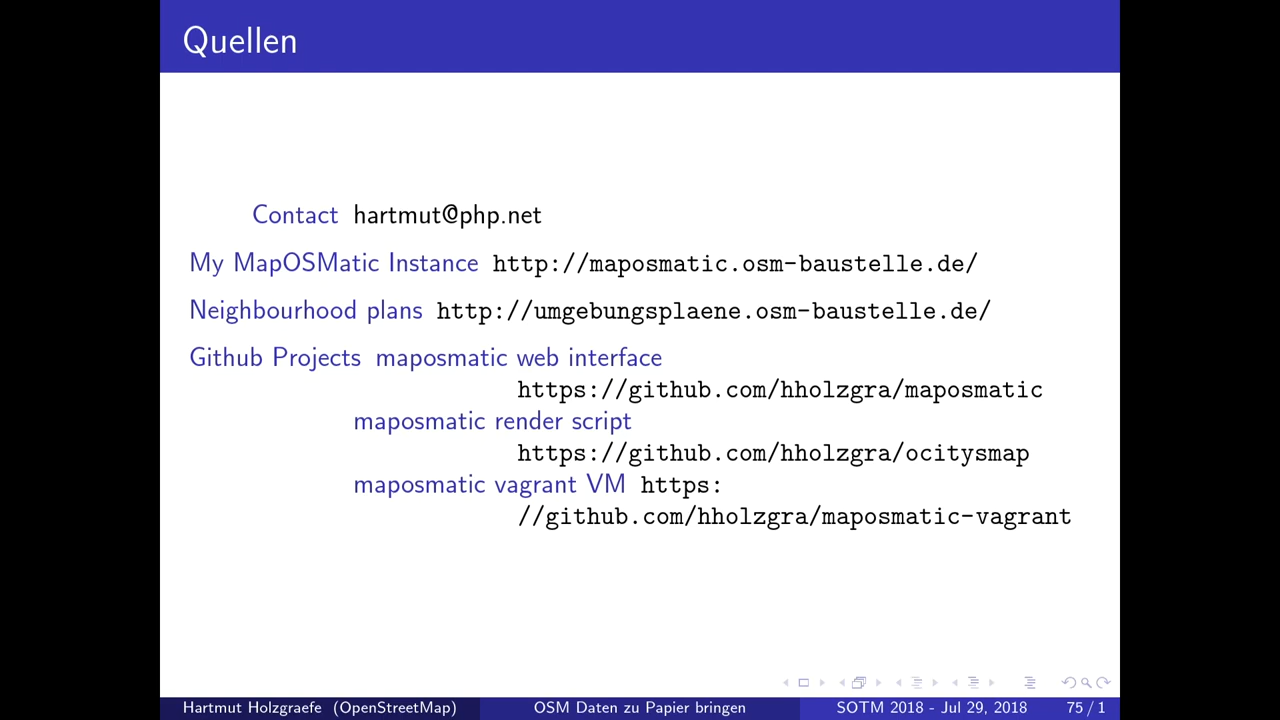 Quellen
Contact hartmut@php.net
My MapOSMatic Instance http://maposmatic.osm-baustelle.de/
Neighbourhood plans http://umgebungsplaene.osm-baustelle.de/
Github Projects maposmatic web interface
https://github.com/hholzgra/maposmatic
maposmatic render script
https://github.com/hholzgra/ocitysmap
maposmatic vagrant VM https:
//github.com/hholzgra/maposmatic-vagrant
Hartmut Holzgraefe (OpenStreetMap) OSM Daten zu Papier bringen SOTM 2018 - Jul 29, 2018 75 / 1